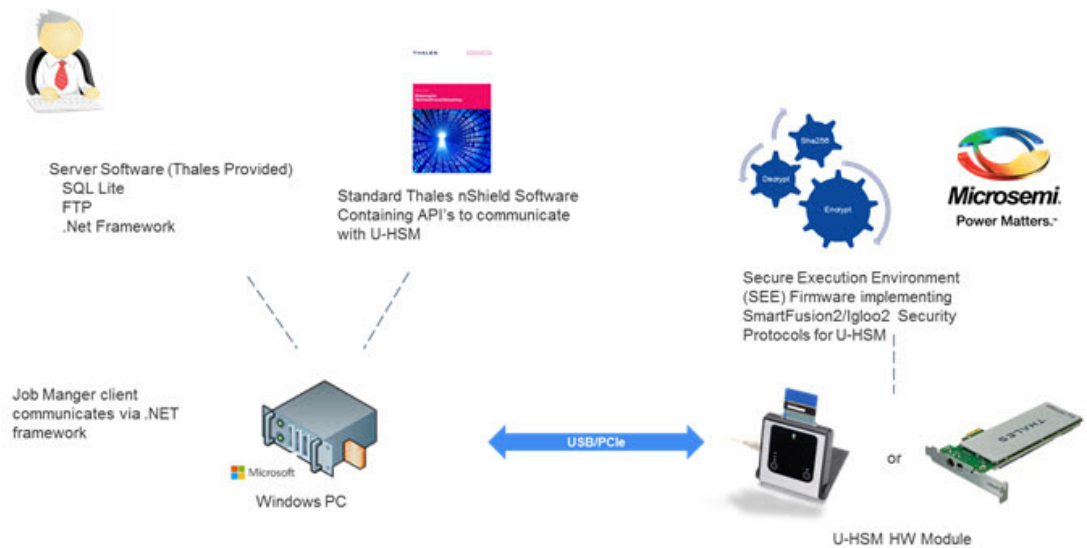 THALES
Server Software (Thales Provided)
SQL Lite
FTP
.Net Framework
Standard Thales nShield Software
Containing API's to communicate
with U-HSM
Sha256
Decrypt
Encrypt
Microsemi.
Power Matters.™
Secure Execution Environment
(SEE) Firmware implementing
SmartFusion2/Igloo2 Security
Protocols for U-HSM
Job Manger client
communicates via .NET
framework
Microsoft
Windows PC
USB/PCIe
or
THALES
U-HSM HW Module